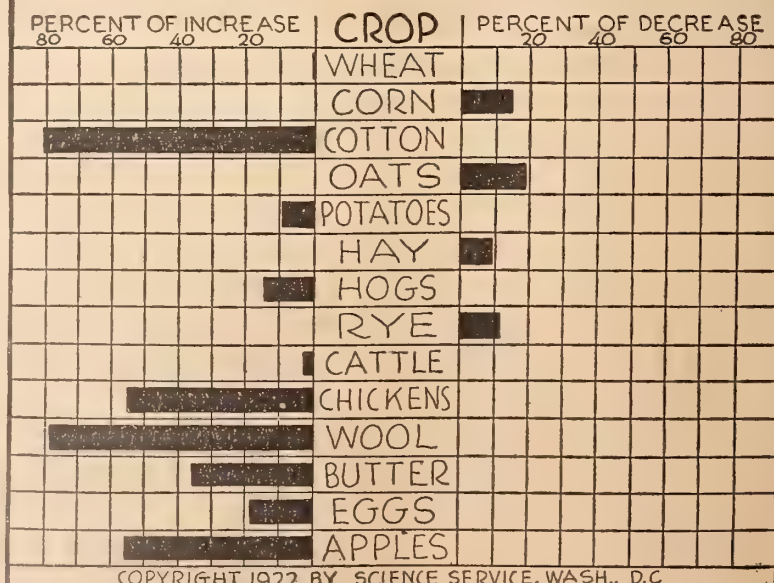 PERCENT OF INCREASE CROP PERCENT OF DECREASE
80 60 40 20 20 40 60 80
WHEAT
CORN
COTTON
OATS
POTATOES
HAY
HOGS
RYE
CATTLE
CHICKENS
WOOL
BUTTER
EGGS
APPLES
COPYRIGHT 1922 BY SCIENCE SERVICE, WASH., D.C